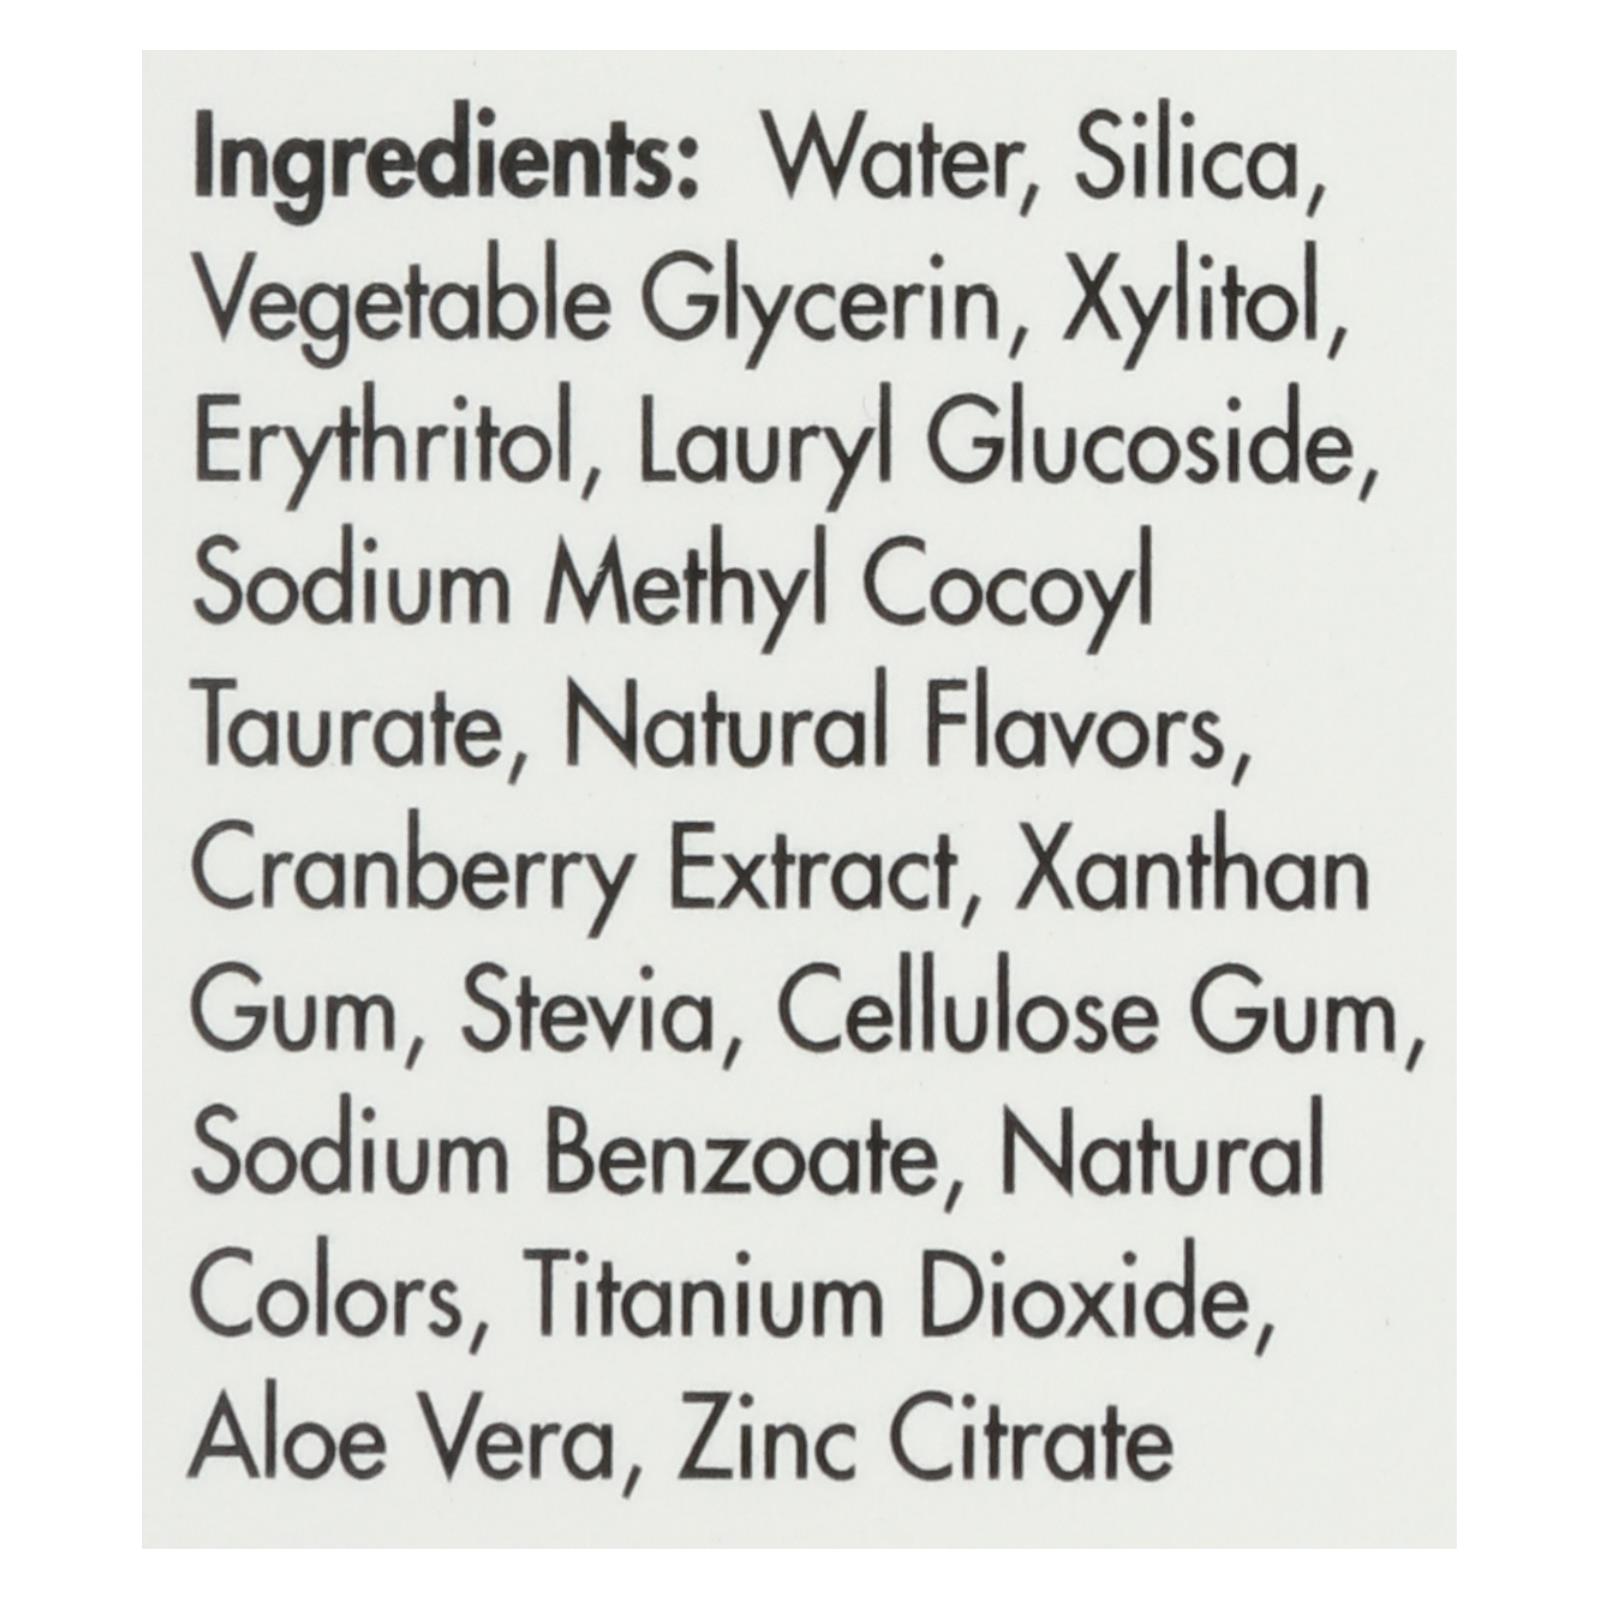 Ingredients: Water, Silica,
Vegetable Glycerin, Xylitol,
Erythritol, Lauryl Glucoside,
Sodium Methyl Cocoyl
Taurate, Natural Flavors,
Cranberry Extract, Xanthan
Gum, Stevia, Cellulose Gum,
Sodium Benzoate, Natural
Colors, Titanium Dioxide,
Aloe Vera, Zinc Citrate